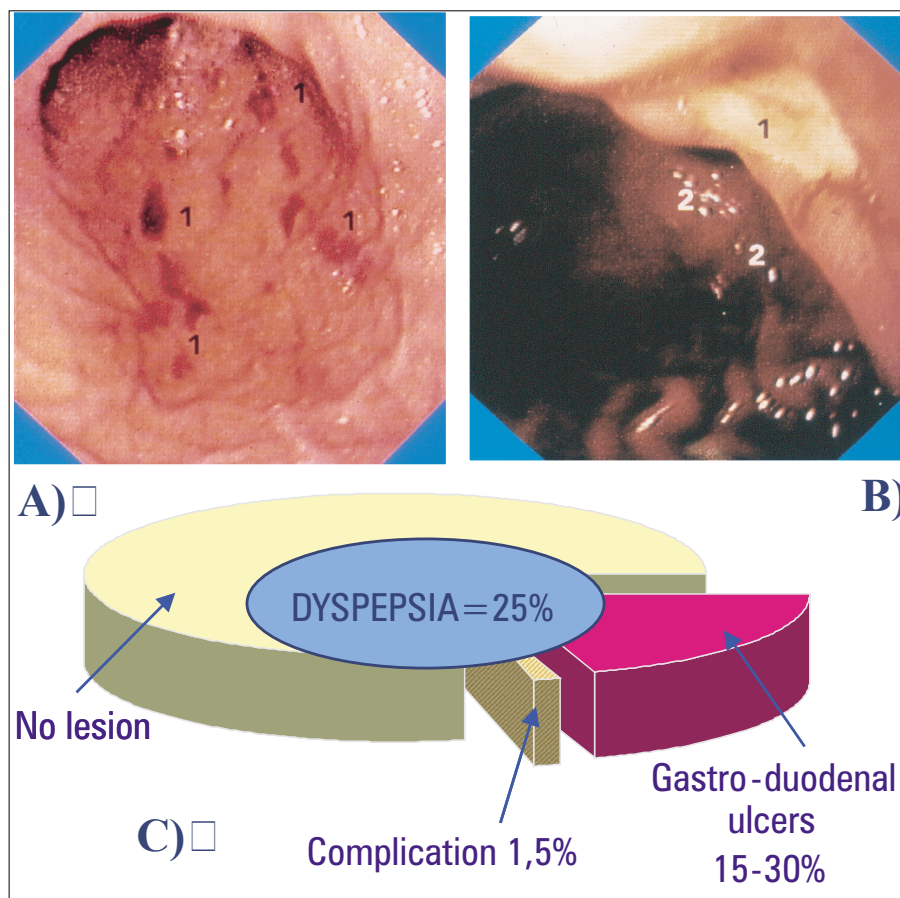 1
1
1
1
1
2
2
A)□
B)
DYSPEPSIA=25%
No lesion
Gastro-duodenal
ulcers
15-30%
Complication 1,5%
C)□